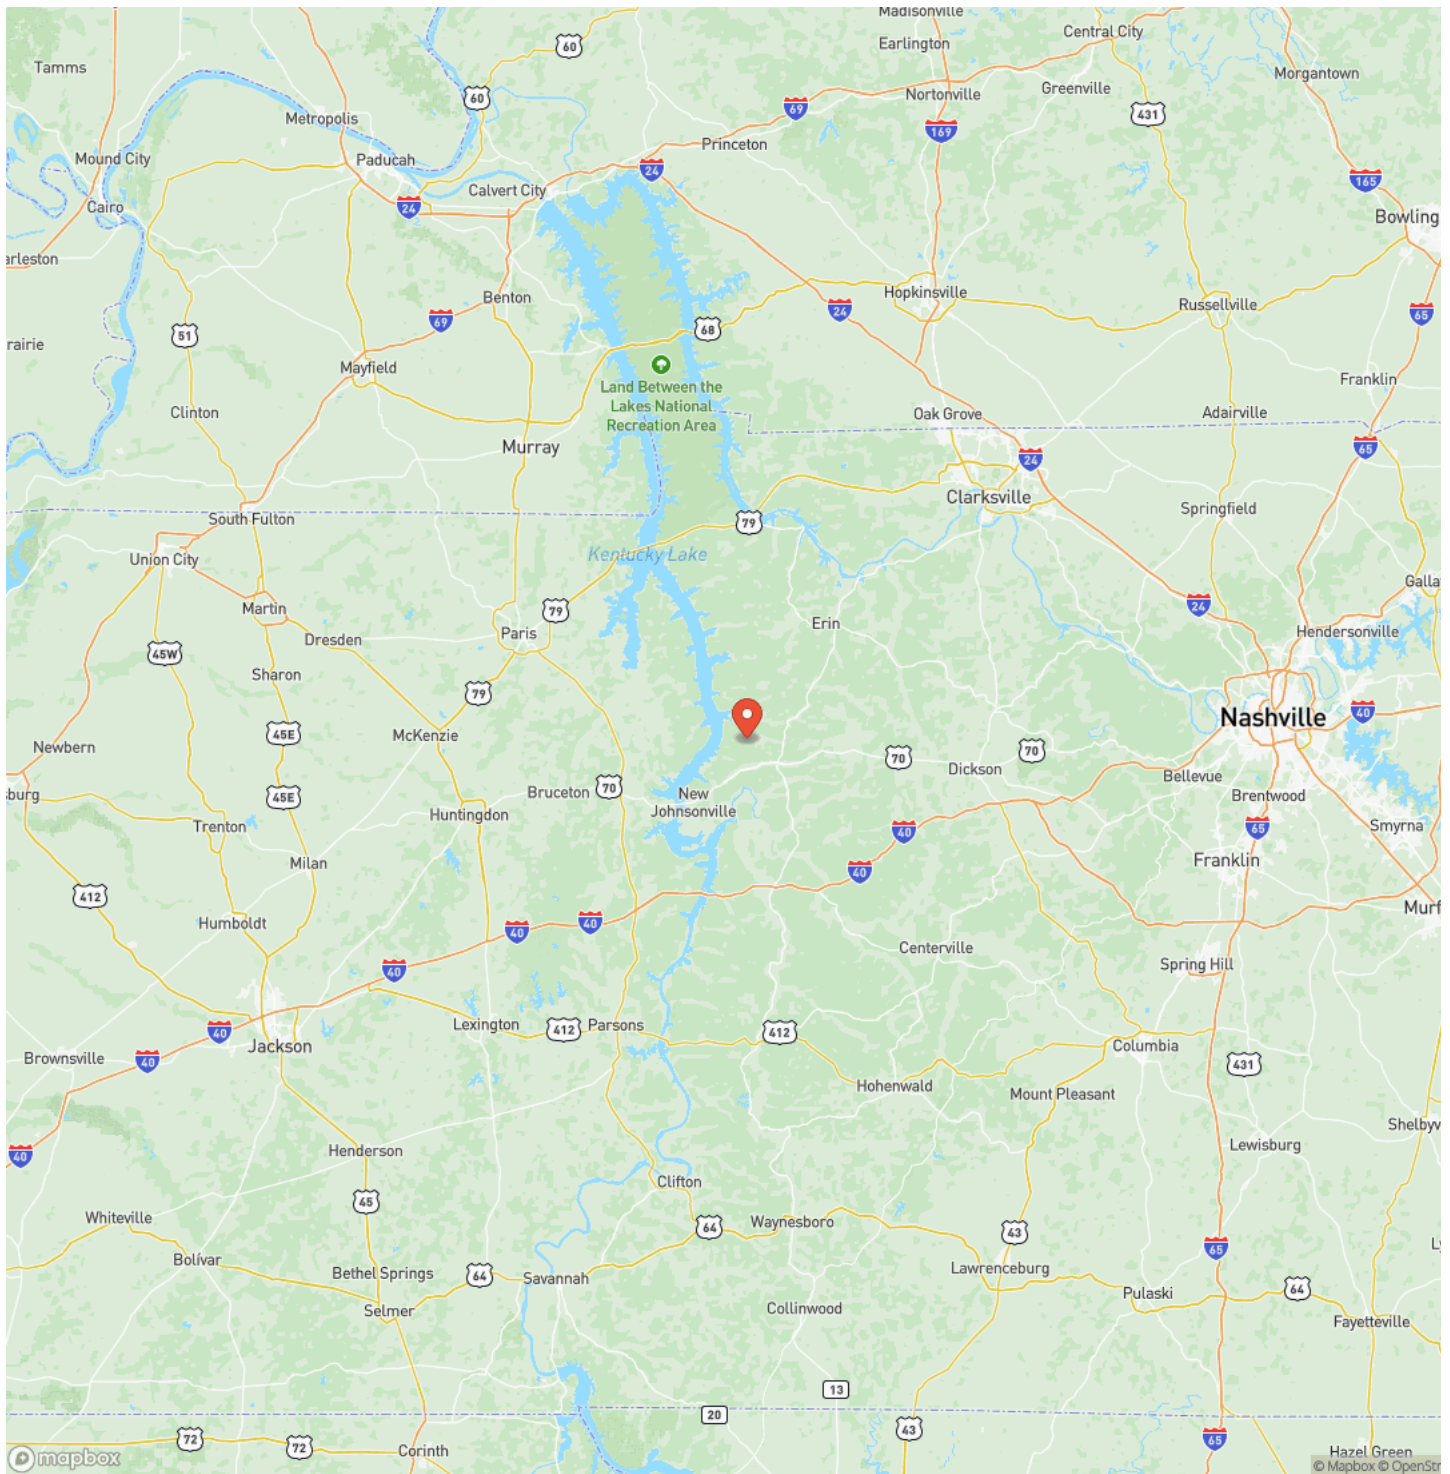 Madisonville
Central City
60
Earlington
Tamms
Morgantown
Greenville
Nortonville
60
69
431
Metropolis
169
Princeton
Mound City
Paducah
24
165
Calvert City
Cairo
24
Bowling
arleston
Hopkinsville
Benton
Russellville
24
65
69
68
51
rairie
Mayfield
Franklin
Land Between the
Lakes National
Recreation Area
Clinton
Oak Grove
Adairville
Murray
65
24
Clarksville
Springfield
South Fulton
79
Kentucky Lake
Union City
Galla
24
Martin
79
Erin
Hendersonville
Paris
Dresden
45W
Sharon
79
40
Nashville
45E
McKenzie
Newbern
70
70
Dickson
Bellevue
70
sburg
45E
Bruceton
New
Johnsonville
Brentwood
Huntingdon
Trenton
65
Smyrna
40
Milan
Franklin
40
412
Murf
Humboldt
40
40
Centerville
Spring Hill
40
Lexington
412
Parsons
412
40
Jackson
Columbia
Brownsville
40
431
Hohenwald
Mount Pleasant
Shelbyv
40
Lewisburg
Henderson
Clifton
45
Whiteville
64
Waynesboro
43
Ly
65
Bolívar
Bethel Springs
64
Savannah
Lawrenceburg
64
Pulaski
Selmer
Collinwood
Fayetteville
13
20
43
72
72
65
Corinth
Hazel Green
mapbox
© Mapbox © OpenStr